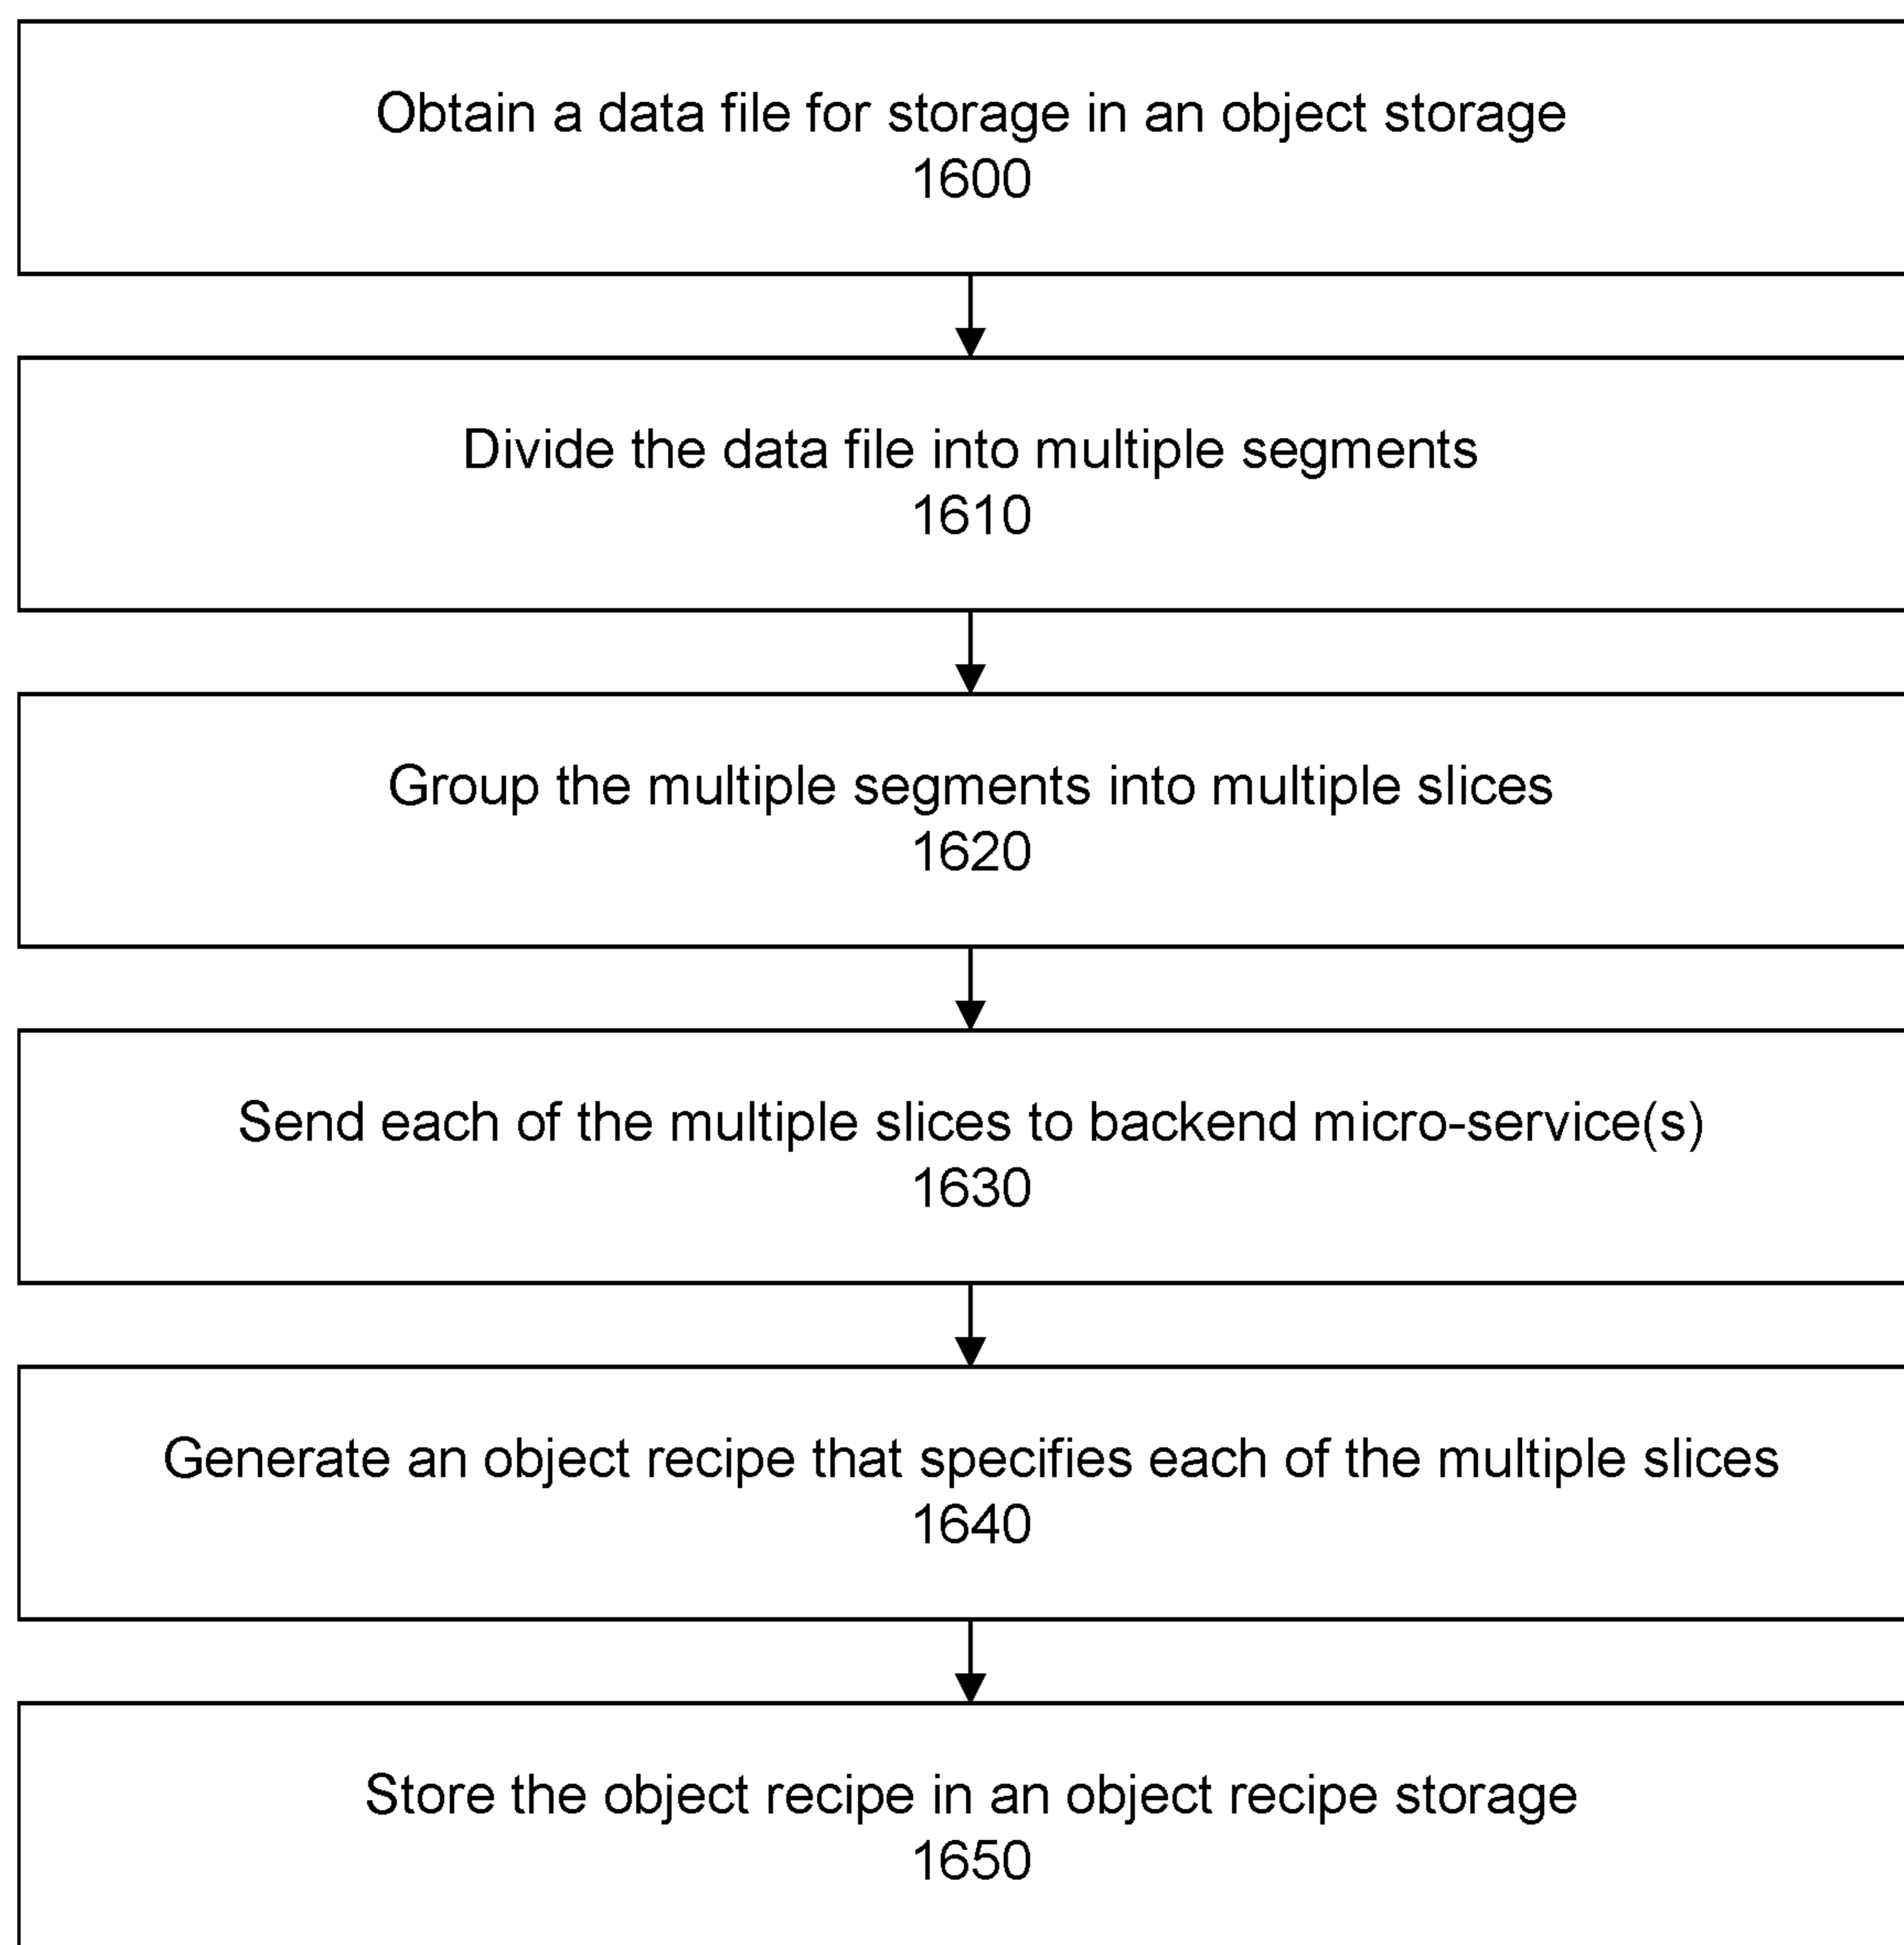 Obtain a data file for storage in an object storage
1600
Divide the data file into multiple segments
1610
Group the multiple segments into multiple slices
1620
Send each of the multiple slices to backend micro-service(s)
1630
Generate an object recipe that specifies each of the multiple slices
1640
Store the object recipe in an object recipe storage
1650